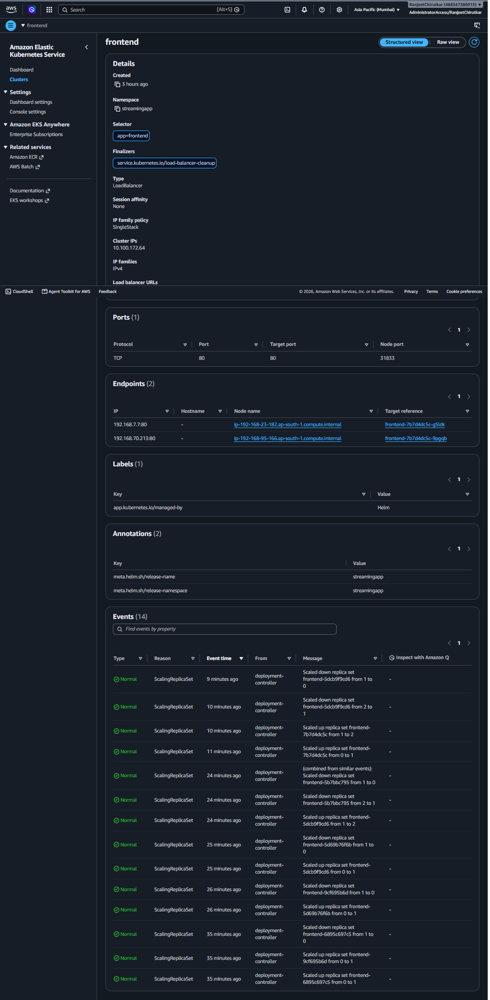 aws
Search [Alt+S]
Asia Pacific (Mumbai)
RanjeetChirutkar (488347380015)
AdministratorAccess/RanjeetChirutkar
frontend
Amazon Elastic
Kubernetes Service
Dashboard
Clusters
Settings
Dashboard settings
Console settings
Amazon EKS Anywhere
Enterprise Subscriptions
Related services
Amazon ECR
AWS Batch
Documentation
EKS workshops
frontend
Structured view Raw view
Details
Created
3 hours ago
Namespace
streamingapp
Selector
app=frontend
Finalizers
service.kubernetes.io/load-balancer-cleanup
Type
LoadBalancer
Session affinity
None
IP family policy
SingleStack
Cluster IPs
10.100.172.64
IP families
IPv4
Load balancer URLs
CloudShell Agent Toolkit for AWS Feedback © 2026, Amazon Web Services, Inc. or its affiliates. Privacy Terms Cookie preferences
Ports (1)
1
Protocol Port Target port Node port
TCP 80 80 31833
Endpoints (2)
1
IP Hostname Node name Target reference
192.168.7.7:80 - ip-192-168-23-182.ap-south-1.compute.internal frontend-7b7d4dc5c-g5ldk
192.168.70.213:80 - ip-192-168-95-166.ap-south-1.compute.internal frontend-7b7d4dc5c-9pgqb
Labels (1)
1
Key Value
app.kubernetes.io/managed-by Helm
Annotations (2)
1
Key Value
meta.helm.sh/release-name streamingapp
meta.helm.sh/release-namespace streamingapp
Events (14)
Find events by property
1
Type Reason Event time From Message Inspect with Amazon Q
Normal ScalingReplicaSet 9 minutes ago deployment-controller Scaled down replica set frontend-5dcb9f9cd6 from 1 to 0 -
Normal ScalingReplicaSet 10 minutes ago deployment-controller Scaled down replica set frontend-5dcb9f9cd6 from 2 to 1 -
Normal ScalingReplicaSet 10 minutes ago deployment-controller Scaled up replica set frontend-7b7d4dc5c from 1 to 2 -
Normal ScalingReplicaSet 11 minutes ago deployment-controller Scaled up replica set frontend-7b7d4dc5c from 0 to 1 -
Normal ScalingReplicaSet 24 minutes ago deployment-controller (combined from similar events): Scaled down replica set frontend-5b7bbc795 from 1 to 0 -
Normal ScalingReplicaSet 24 minutes ago deployment-controller Scaled down replica set frontend-5b7bbc795 from 2 to 1 -
Normal ScalingReplicaSet 24 minutes ago deployment-controller Scaled up replica set frontend-5dcb9f9cd6 from 1 to 2 -
Normal ScalingReplicaSet 25 minutes ago deployment-controller Scaled down replica set frontend-5d69b76f6b from 1 to 0 -
Normal ScalingReplicaSet 25 minutes ago deployment-controller Scaled up replica set frontend-5dcb9f9cd6 from 0 to 1 -
Normal ScalingReplicaSet 26 minutes ago deployment-controller Scaled down replica set frontend-9cf695b6d from 1 to 0 -
Normal ScalingReplicaSet 26 minutes ago deployment-controller Scaled up replica set frontend-5d69b76f6b from 0 to 1 -
Normal ScalingReplicaSet 35 minutes ago deployment-controller Scaled down replica set frontend-6895c697c5 from 1 to 0 -
Normal ScalingReplicaSet 35 minutes ago deployment-controller Scaled up replica set frontend-9cf695b6d from 0 to 1 -
Normal ScalingReplicaSet 35 minutes ago deployment-controller Scaled up replica set frontend-6895c697c5 from 0 to 1 -